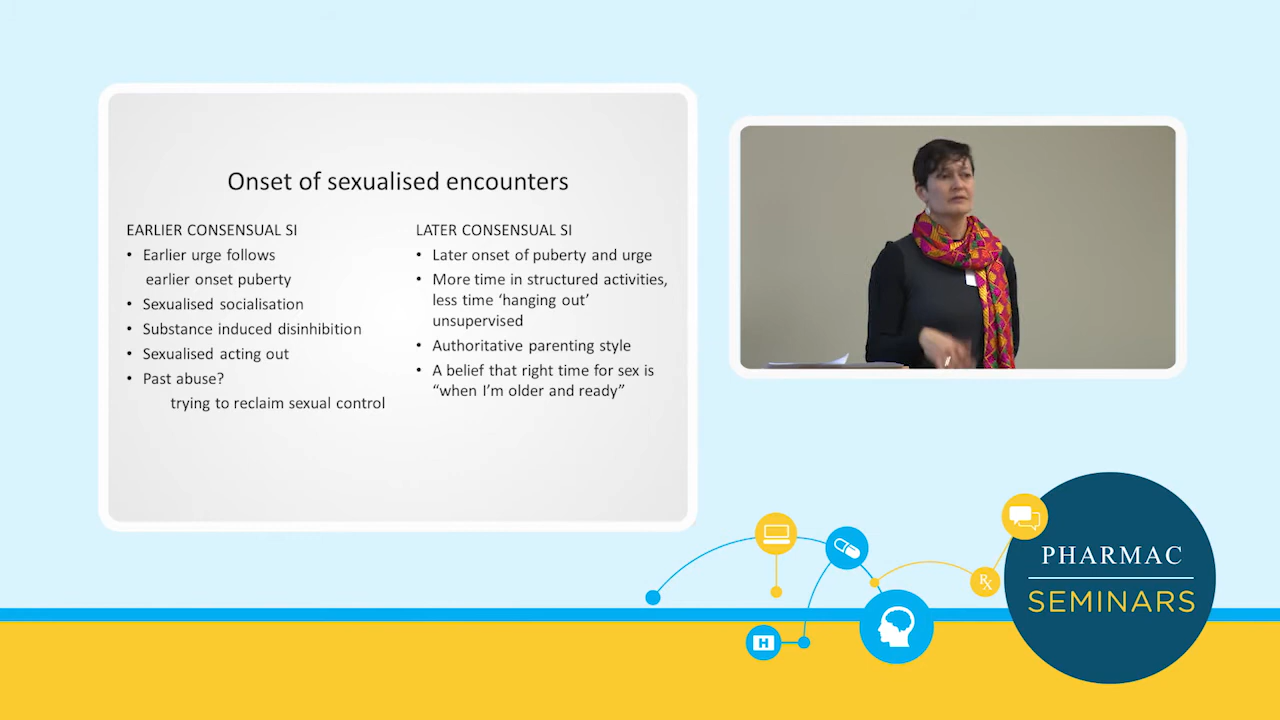 Onset of sexualised encounters
EARLIER CONSENSUAL SI
• Earlier urge follows
earlier onset puberty
• Sexualised socialisation
• Substance induced disinhibition
• Sexualised acting out
• Past abuse?
trying to reclaim sexual control
LATER CONSENSUAL SI
• Later onset of puberty and urge
• More time in structured activities,
less time ‘hanging out’
unsupervised
• Authoritative parenting style
• A belief that right time for sex is
“when I’m older and ready”
H
Rx
PHARMAC
SEMINARS